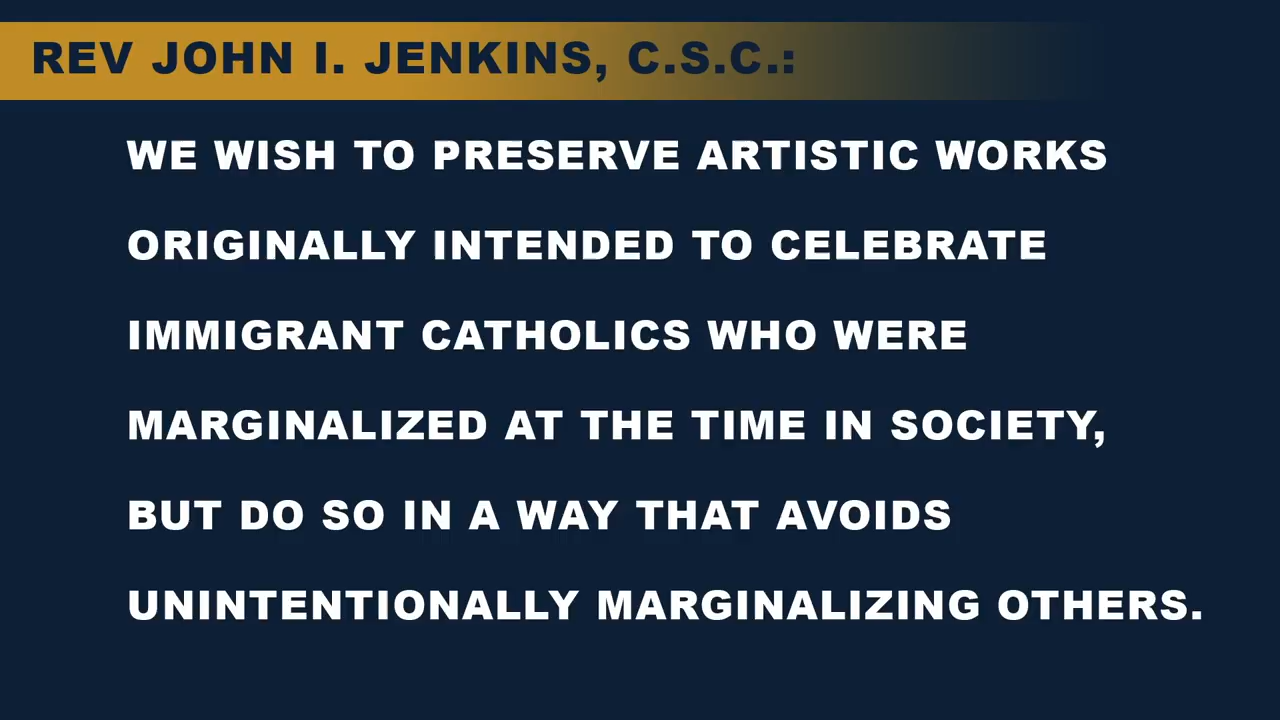 REV JOHN I. JENKINS, C.S.C.:
WE WISH TO PRESERVE ARTISTIC WORKS
ORIGINALLY INTENDED TO CELEBRATE
IMMIGRANT CATHOLICS WHO WERE
MARGINALIZED AT THE TIME IN SOCIETY,
BUT DO SO IN A WAY THAT AVOIDS
UNINTENTIONALLY MARGINALIZING OTHERS.